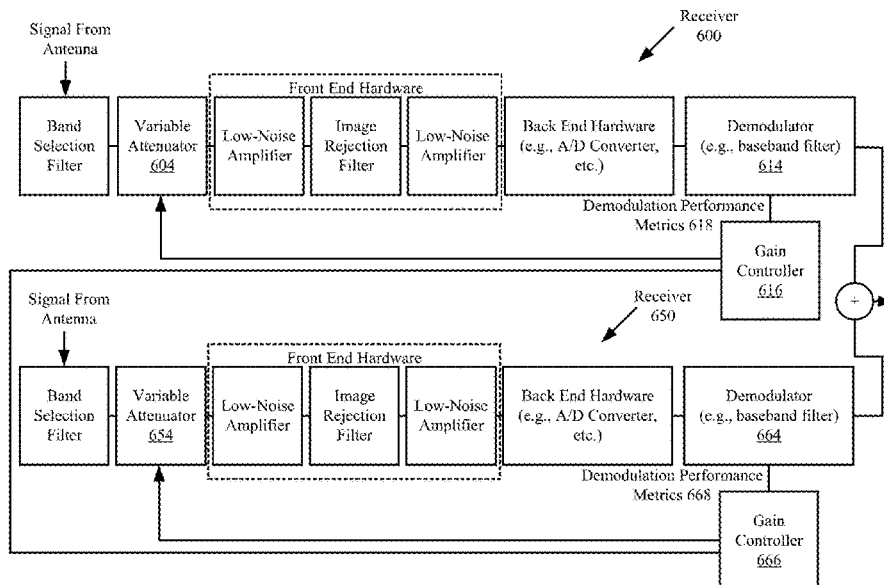 Signal From
Antenna
Receiver
600
Front End Hardware
Band
Selection
Filter
Variable
Attenuator
604
Low-Noise
Amplifier
Image
Rejection
Filter
Low-Noise
Amplifier
Back End Hardware
(e.g., A/D Converter,
etc.)
Demodulator
(e.g., baseband filter)
614
Demodulation Performance
Metrics 618
Gain
Controller
616
+
Signal From
Antenna
Receiver
650
Front End Hardware
Band
Selection
Filter
Variable
Attenuator
654
Low-Noise
Amplifier
Image
Rejection
Filter
Low-Noise
Amplifier
Back End Hardware
(e.g., A/D Converter,
etc.)
Demodulator
(e.g., baseband filter)
664
Demodulation Performance
Metrics 668
Gain
Controller
666